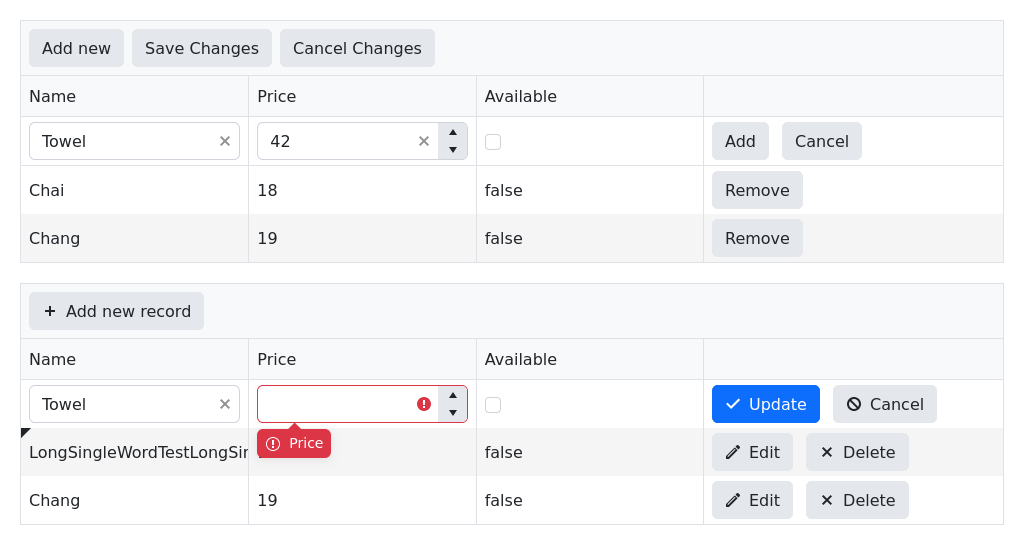 Add new Save Changes Cancel Changes
Name Price Available
Towel 42 Add Cancel
Chai 18 false Remove
Chang 19 false Remove
Add new record
Name Price Available
Towel Update Cancel
Price
LongSingleWordTestLongSin false Edit Delete
Chang 19 false Edit Delete